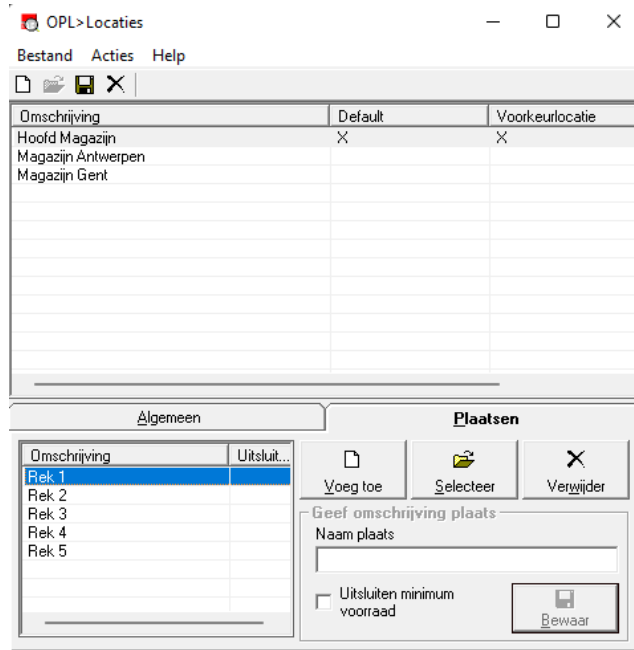 OPL>Locaties
Bestand Acties Help
Omschrijving Default Voorkeurlocatie
Hoofd Magazijn X X
Magazijn Antwerpen
Magazijn Gent
Algemeen Plaatsen
Omschrijving Uitsluit...
Rek 1
Rek 2
Rek 3
Rek 4
Rek 5
Voeg toe Selecteer Verwijder
Geef omschrijving plaats
Naam plaats
Uitsluiten minimum
voorraad
Bewaar